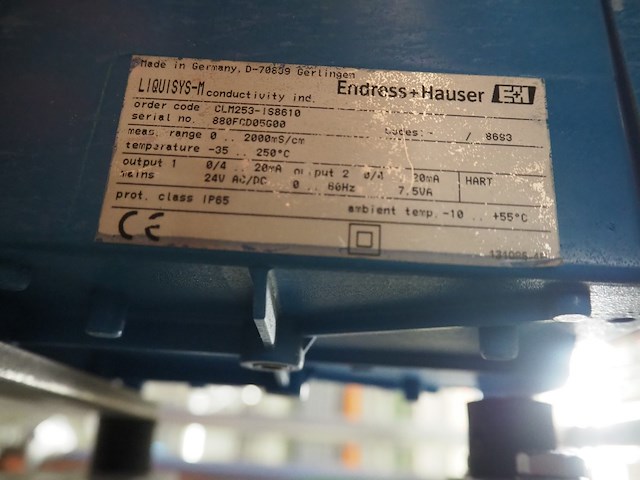 Made in Germany, D-70839 Gerlingen
LIQUISYS-M conductivity ind. Endress+Hauser EH
order code CLM253-IS8610
serial no. 880FCD05G00 codes: - / 8683
meas. range 0 .. 2000mS/cm
temperature -35 .. 250°C
output 1 0/4 .. 20mA output 2 0/4 .. 20mA HART
mains 24V AC/DC 0 .. 60Hz 7.5VA
prot. class IP65 ambient temp. -10 .. +55°C
CE